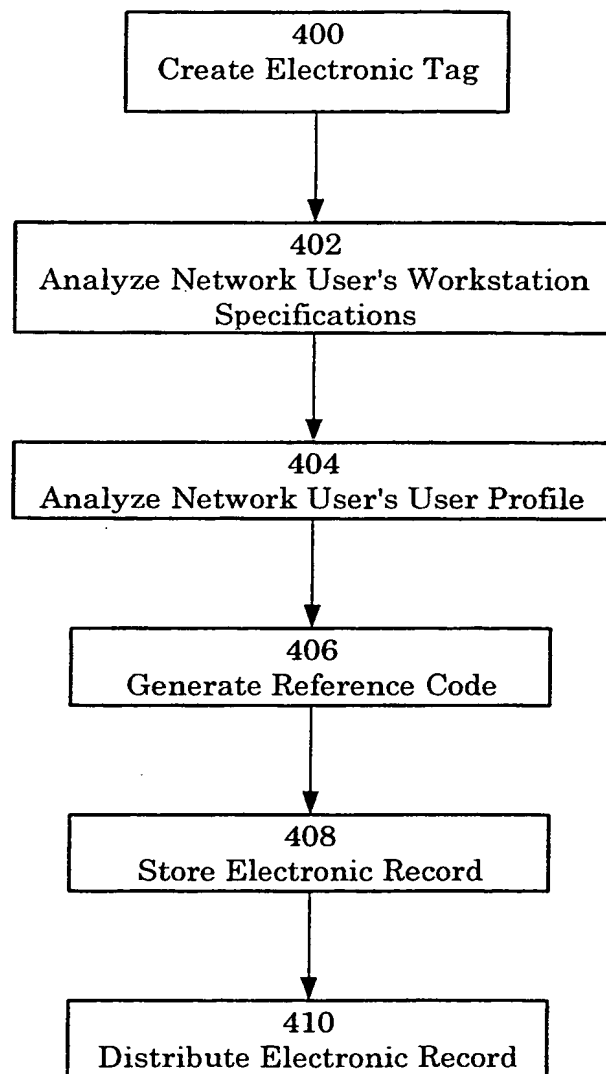 400
Create Electronic Tag
402
Analyze Network User's Workstation
Specifications
404
Analyze Network User's User Profile
406
Generate Reference Code
408
Store Electronic Record
410
Distribute Electronic Record